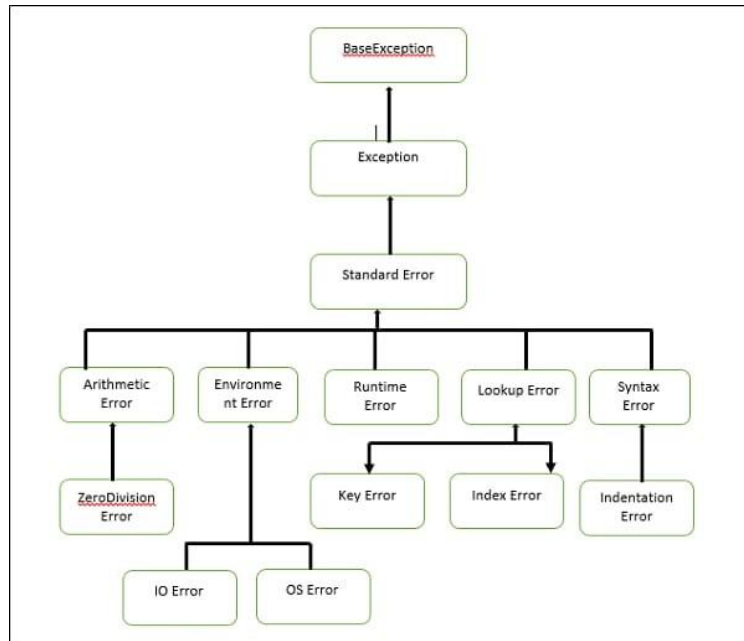 BaseException
Exception
Standard Error
Arithmetic
Error
Environme
nt Error
Runtime
Error
Lookup Error
Syntax
Error
ZeroDivision
Error
Key Error
Index Error
Indentation
Error
IO Error
OS Error